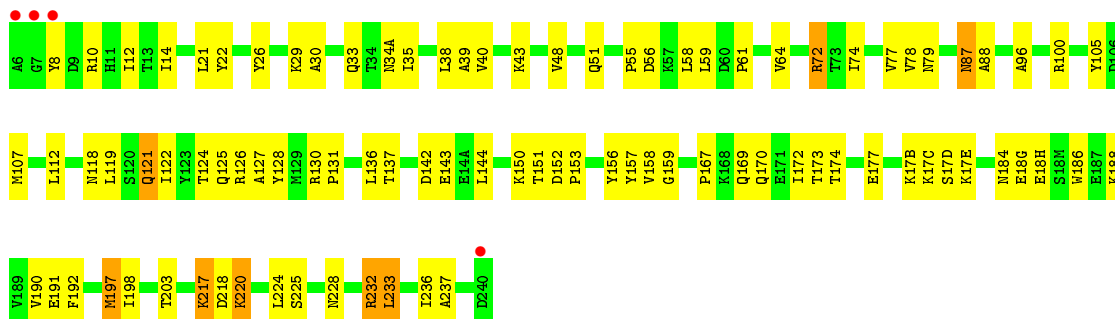 A6 G7 Y8 D9 R10 H11 I12 T13 I14 L21 Y22 Y26 K29 A30 Q33 T34 N34A I35 L38 A39 V40 K43 V48 Q51 P55 D56 K57 L58 L59 D60 P61 V64 R72 T73 I74 V77 V78 N79 N87 A88 A96 R100 Y105 D106
M107 L112 N118 L119 S120 Q121 I122 Y123 T124 Q125 R126 A127 Y128 M129 R130 P131 L136 T137 D142 E143 E14A L144 K150 T151 D152 P153 Y156 Y157 V158 G159 P167 K168 Q169 Q170 E171 I172 T173 T174 E177 K17B K17C S17D K17E N184 E18G E18H S18M W186 E187 K188
V189 V190 E191 F192 M197 I198 T203 K217 D218 K220 L224 S225 N228 R232 L233 I236 A237 D240